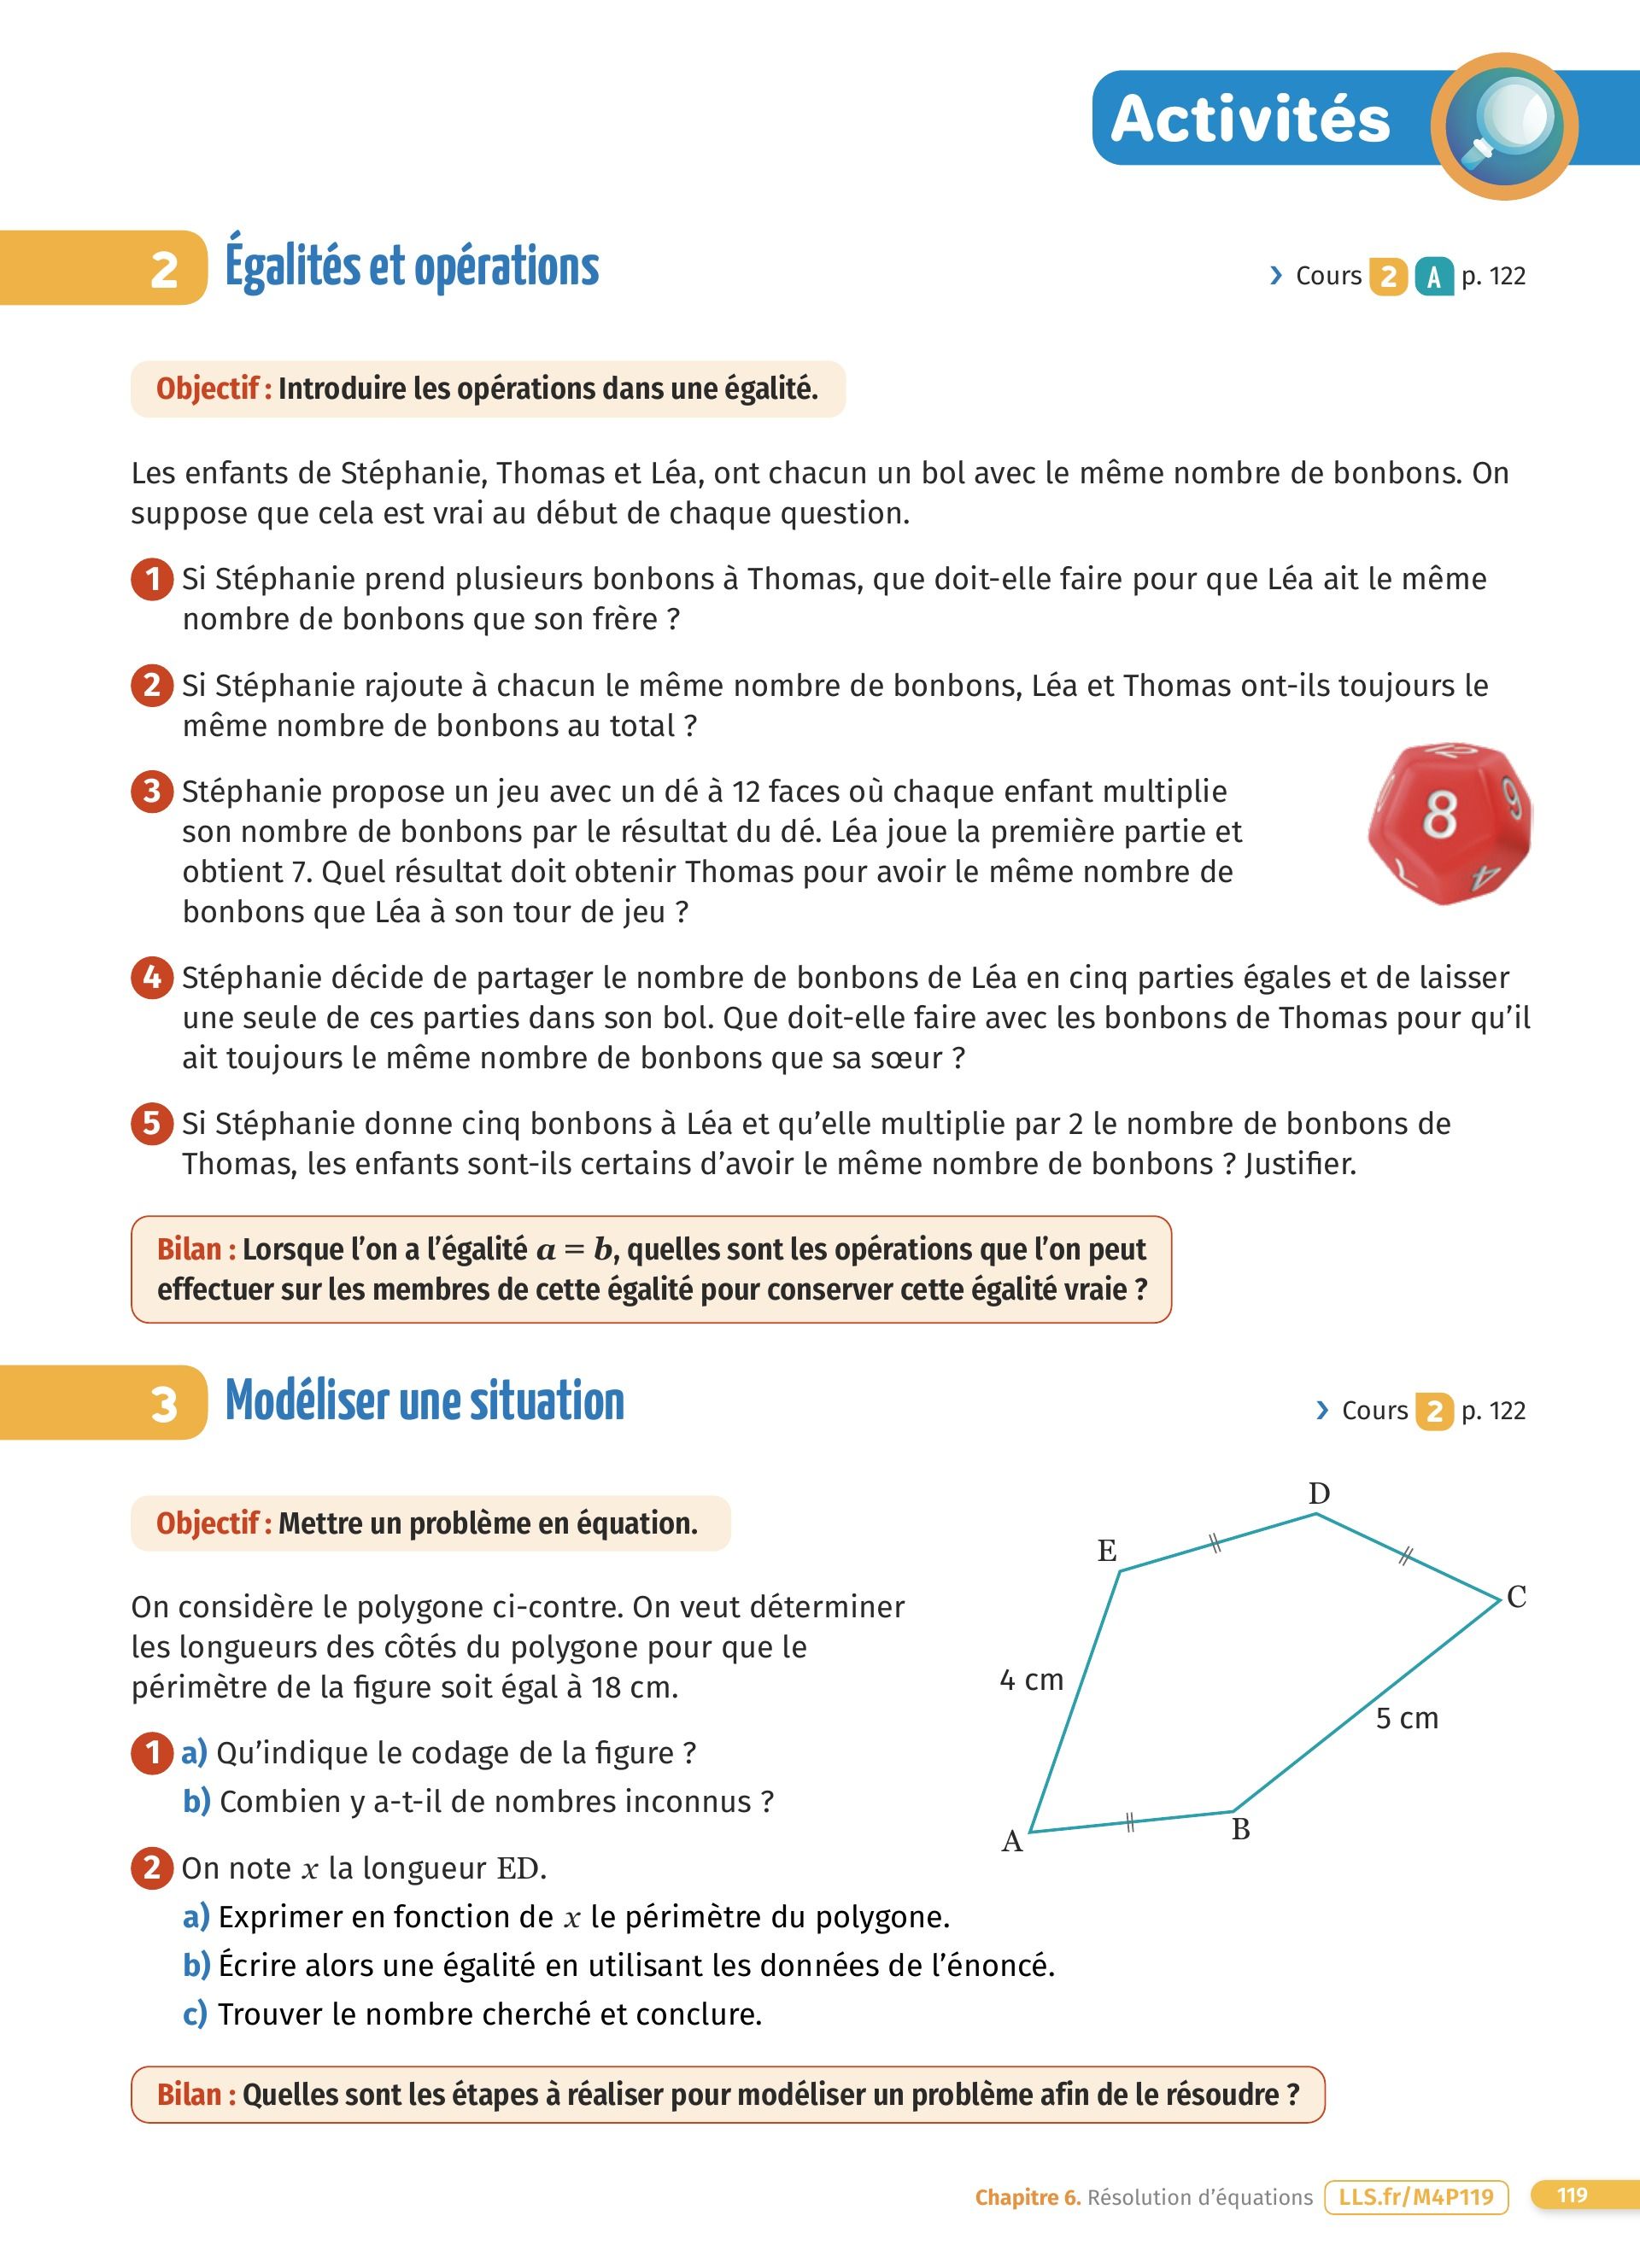 Activités
2 Égalités et opérations
› Cours 2 A p. 122
Objectif : Introduire les opérations dans une égalité.
Les enfants de Stéphanie, Thomas et Léa, ont chacun un bol avec le même nombre de bonbons. On
suppose que cela est vrai au début de chaque question.
1 Si Stéphanie prend plusieurs bonbons à Thomas, que doit-elle faire pour que Léa ait le même
nombre de bonbons que son frère ?
2 Si Stéphanie rajoute à chacun le même nombre de bonbons, Léa et Thomas ont-ils toujours le
même nombre de bonbons au total ?
3 Stéphanie propose un jeu avec un dé à 12 faces où chaque enfant multiplie
son nombre de bonbons par le résultat du dé. Léa joue la première partie et
obtient 7. Quel résultat doit obtenir Thomas pour avoir le même nombre de
bonbons que Léa à son tour de jeu ?
12
8
9
4
4 Stéphanie décide de partager le nombre de bonbons de Léa en cinq parties égales et de laisser
une seule de ces parties dans son bol. Que doit-elle faire avec les bonbons de Thomas pour qu’il
ait toujours le même nombre de bonbons que sa sœur ?
5 Si Stéphanie donne cinq bonbons à Léa et qu’elle multiplie par 2 le nombre de bonbons de
Thomas, les enfants sont-ils certains d’avoir le même nombre de bonbons ? Justifier.
Bilan : Lorsque l’on a l’égalité a = b, quelles sont les opérations que l’on peut
effectuer sur les membres de cette égalité pour conserver cette égalité vraie ?
3 Modéliser une situation
› Cours 2 p. 122
Objectif : Mettre un problème en équation.
On considère le polygone ci-contre. On veut déterminer
les longueurs des côtés du polygone pour que le
périmètre de la figure soit égal à 18 cm.
1 a) Qu’indique le codage de la figure ?
b) Combien y a-t-il de nombres inconnus ?
D
E
C
4 cm
5 cm
A
B
2 On note x la longueur ED.
a) Exprimer en fonction de x le périmètre du polygone.
b) Écrire alors une égalité en utilisant les données de l’énoncé.
c) Trouver le nombre cherché et conclure.
Bilan : Quelles sont les étapes à réaliser pour modéliser un problème afin de le résoudre ?
Chapitre 6. Résolution d’équations LLS.fr/M4P119 119